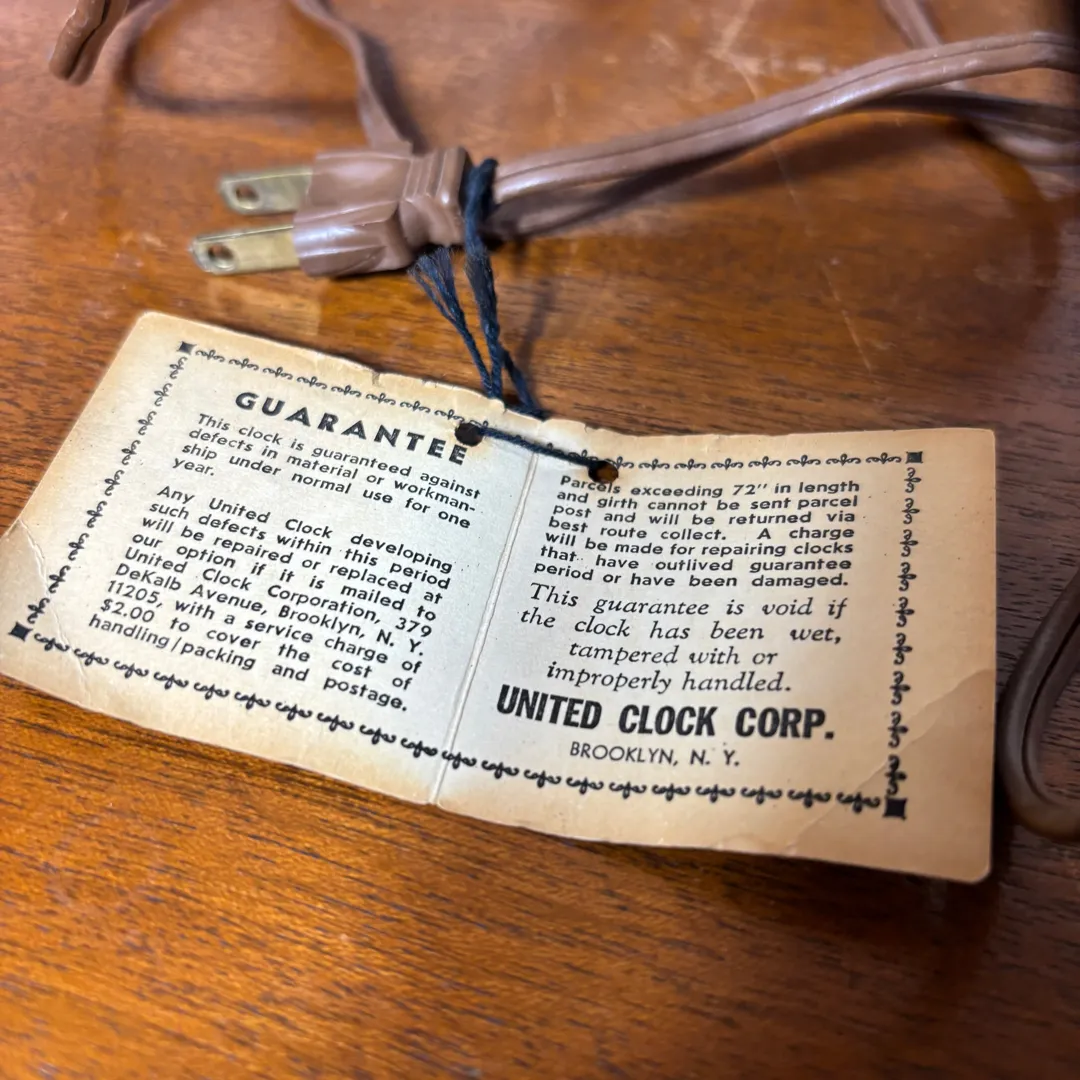 GUARANTEE
This clock is guaranteed against
defects in material or workman-
ship under normal use for one
year.
Any United Clock developing
such defects within this period
will be repaired or replaced at
our option if it is mailed to
United Clock Corporation, 379
DeKalb Avenue, Brooklyn, N. Y.
11205, with a service charge of
$2.00 to cover the cost of
handling/packing and postage.
Parcels exceeding 72" in length
and girth cannot be sent parcel
post and will be returned via
best route collect. A charge
will be made for repairing clocks
that have outlived guarantee
period or have been damaged.
This guarantee is void if
the clock has been wet,
tampered with or
improperly handled.
UNITED CLOCK CORP.
BROOKLYN, N. Y.